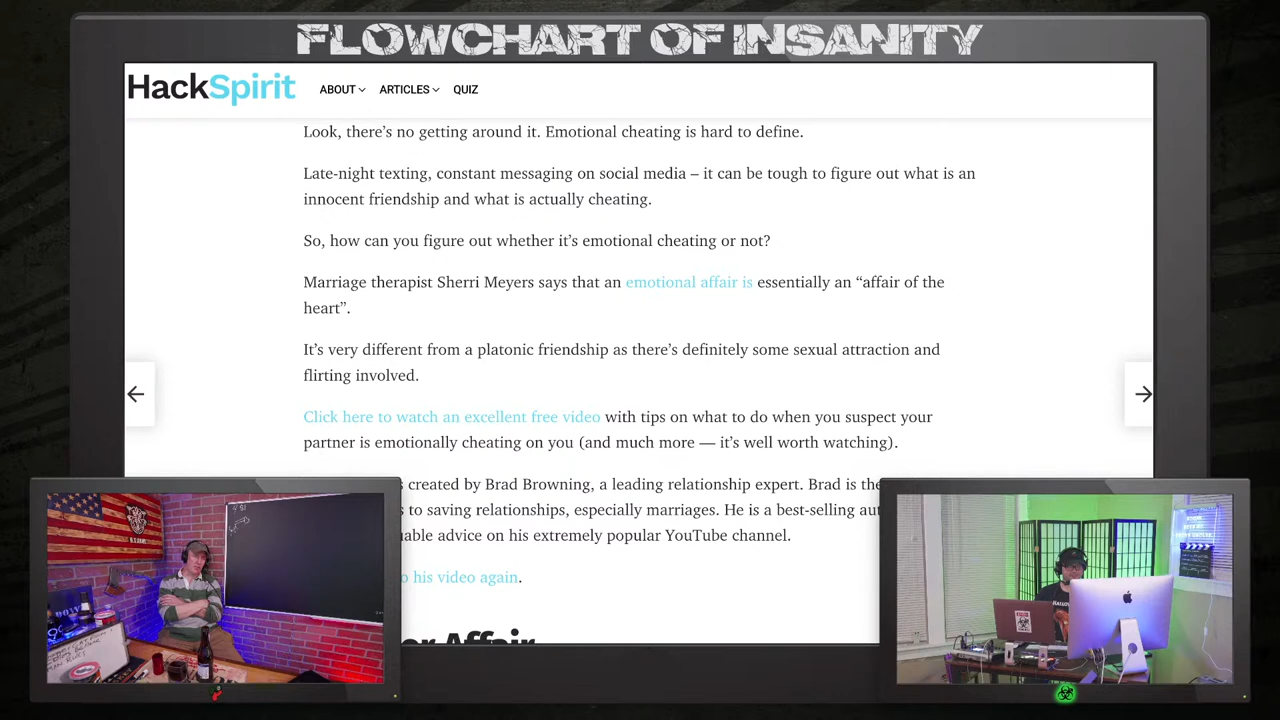 FLOWCHART OF INSANITY
HackSpirit
ABOUT ARTICLES QUIZ
Look, there’s no getting around it. Emotional cheating is hard to define.
Late-night texting, constant messaging on social media – it can be tough to figure out what is an
innocent friendship and what is actually cheating.
So, how can you figure out whether it’s emotional cheating or not?
Marriage therapist Sherri Meyers says that an emotional affair is essentially an “affair of the
heart”.
It’s very different from a platonic friendship as there’s definitely some sexual attraction and
flirting involved.
Click here to watch an excellent free video with tips on what to do when you suspect your
partner is emotionally cheating on you (and much more — it’s well worth watching).
created by Brad Browning, a leading relationship expert. Brad is the
to saving relationships, especially marriages. He is a best-selling
advice on his extremely popular YouTube channel.
his video again.
Affair